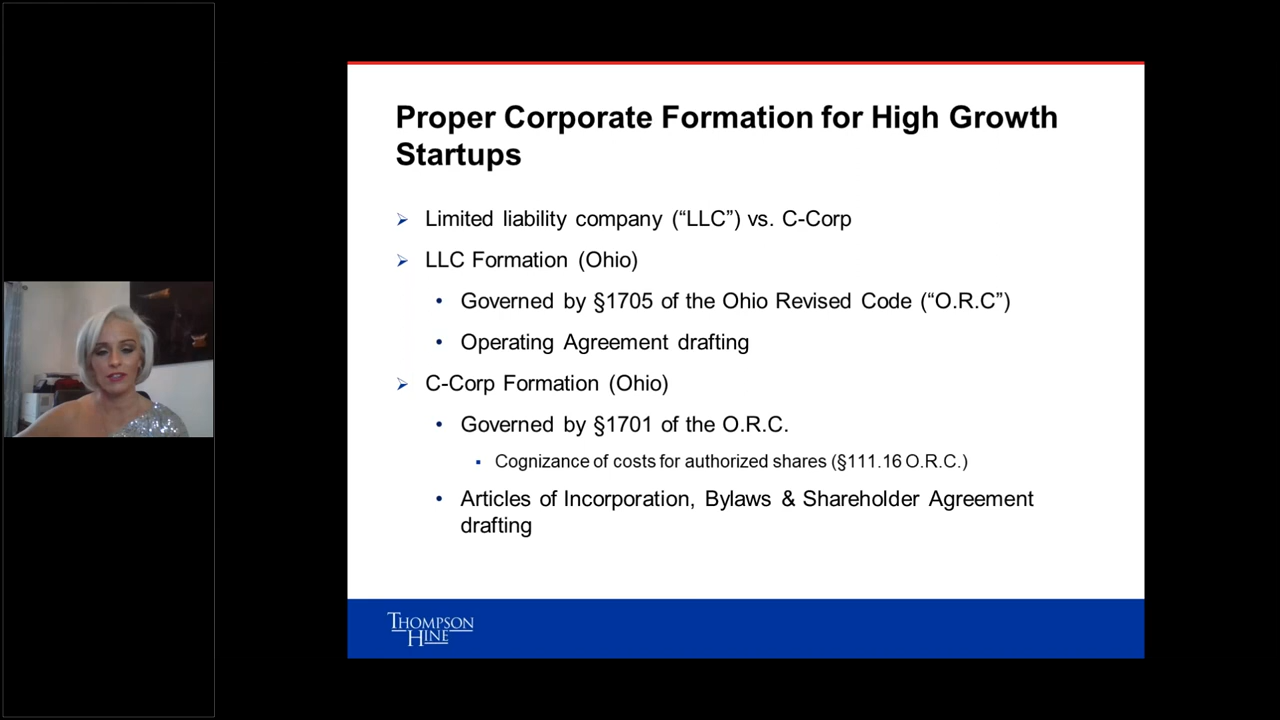 Proper Corporate Formation for High Growth
Startups
Limited liability company (“LLC”) vs. C-Corp
LLC Formation (Ohio)
Governed by §1705 of the Ohio Revised Code (“O.R.C”)
Operating Agreement drafting
C-Corp Formation (Ohio)
Governed by §1701 of the O.R.C.
Cognizance of costs for authorized shares (§111.16 O.R.C.)
Articles of Incorporation, Bylaws & Shareholder Agreement
drafting
THOMPSON
HINE